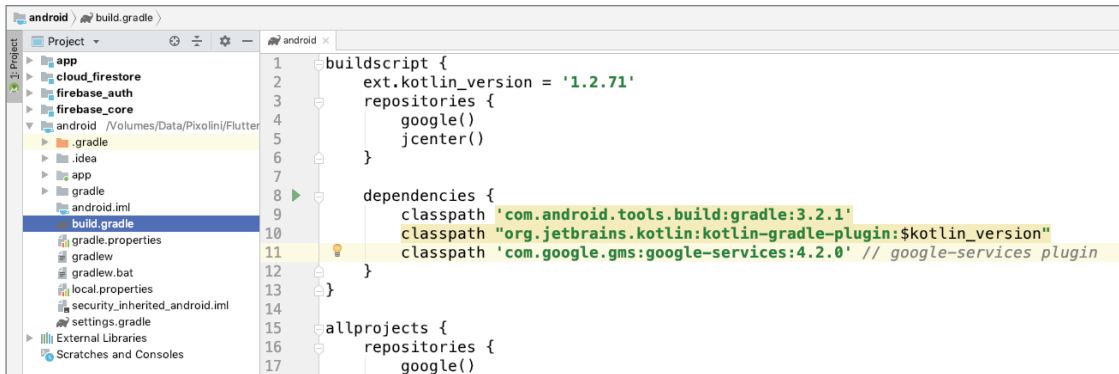 android build.gradle
Project
android
1: Project
app
cloud_firestore
firebase_auth
firebase_core
android /Volumes/Data/Pixolini/Flutter
.gradle
.idea
app
gradle
android.iml
build.gradle
gradle.properties
gradlew
gradlew.bat
local.properties
security_inherited_android.iml
settings.gradle
External Libraries
Scratches and Consoles
1 buildscript {
2 ext.kotlin_version = '1.2.71'
3 repositories {
4 google()
5 jcenter()
6 }
7
8 dependencies {
9 classpath 'com.android.tools.build:gradle:3.2.1'
10 classpath "org.jetbrains.kotlin:kotlin-gradle-plugin:$kotlin_version"
11 classpath 'com.google.gms:google-services:4.2.0' // google-services plugin
12 }
13 }
14
15 allprojects {
16 repositories {
17 google()